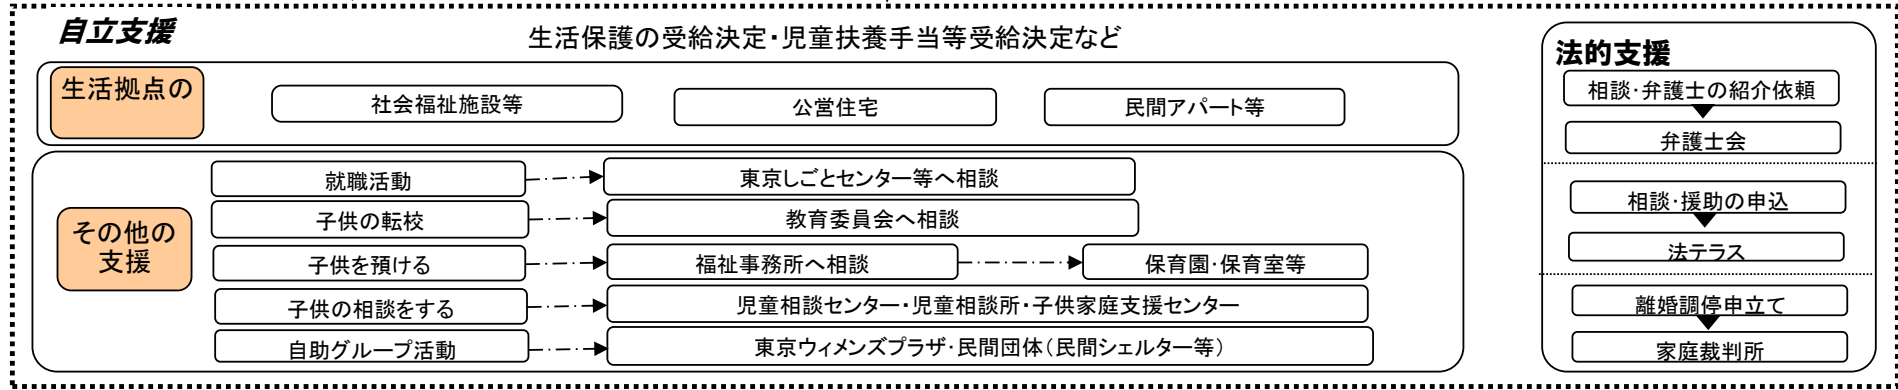 自立支援
生活保護の受給決定・児童扶養手当等受給決定など
生活拠点の
社会福祉施設等
公営住宅
民間アパート等
その他の
支援
就職活動
東京しごとセンター等へ相談
子供の転校
教育委員会へ相談
子供を預ける
福祉事務所へ相談
保育園・保育室等
子供の相談をする
児童相談センター・児童相談所・子供家庭支援センター
自助グループ活動
東京ウィメンズプラザ・民間団体(民間シェルター等)
法的支援
相談・弁護士の紹介依頼
弁護士会
相談・援助の申込
法テラス
離婚調停申立て
家庭裁判所